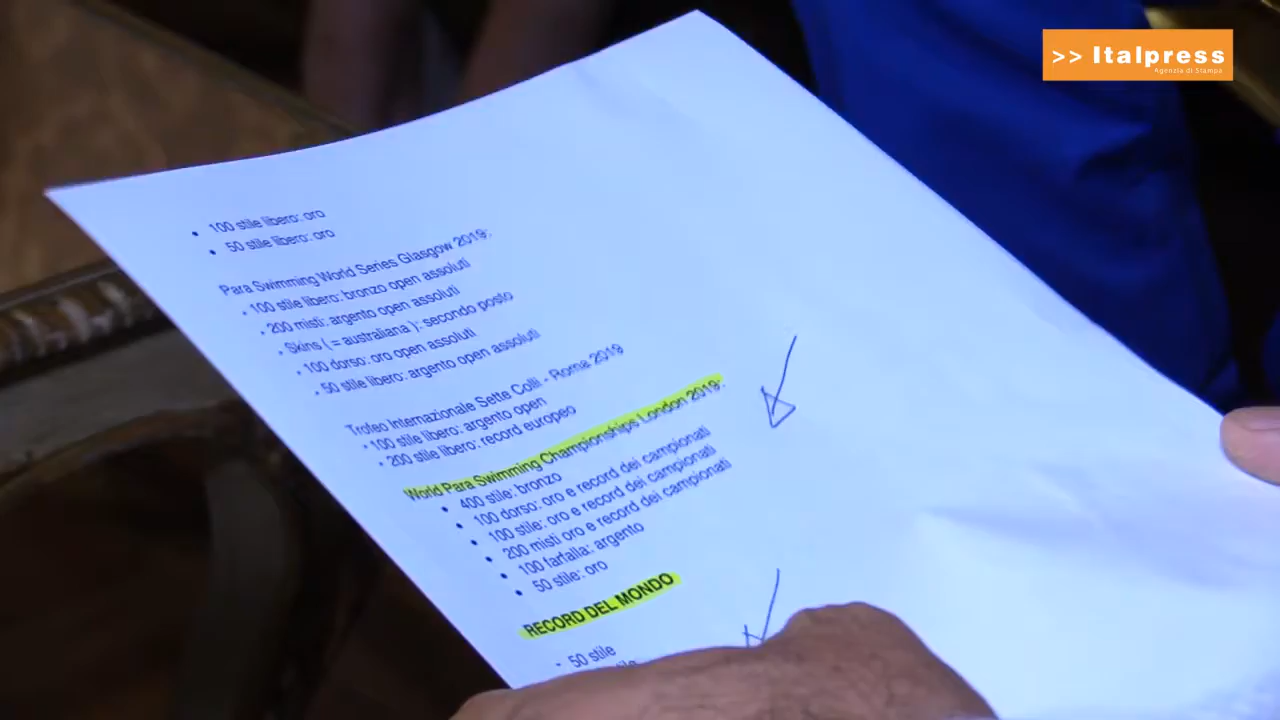 >> Italpress
Agenzia di Stampa
• 100 stile libero: oro
• 50 stile libero: oro
Para Swimming World Series Glasgow 2019:
• 100 stile libero: bronzo open assoluti
• 200 misti: argento open assoluti
• Skins ( = australiana ): secondo posto
• 100 dorso: oro open assoluti
• 50 stile libero: argento open assoluti
Trofeo Internazionale Sette Colli - Roma 2019
• 100 stile libero: argento open
• 200 stile libero: record europeo
World Para Swimming Championships London 2019:
• 400 stile: bronzo
• 100 dorso: oro e record dei campionati
• 100 stile: oro e record dei campionati
• 200 misti oro e record dei campionati
• 100 farfalla: argento
• 50 stile: oro
RECORD DEL MONDO
- 50 stile